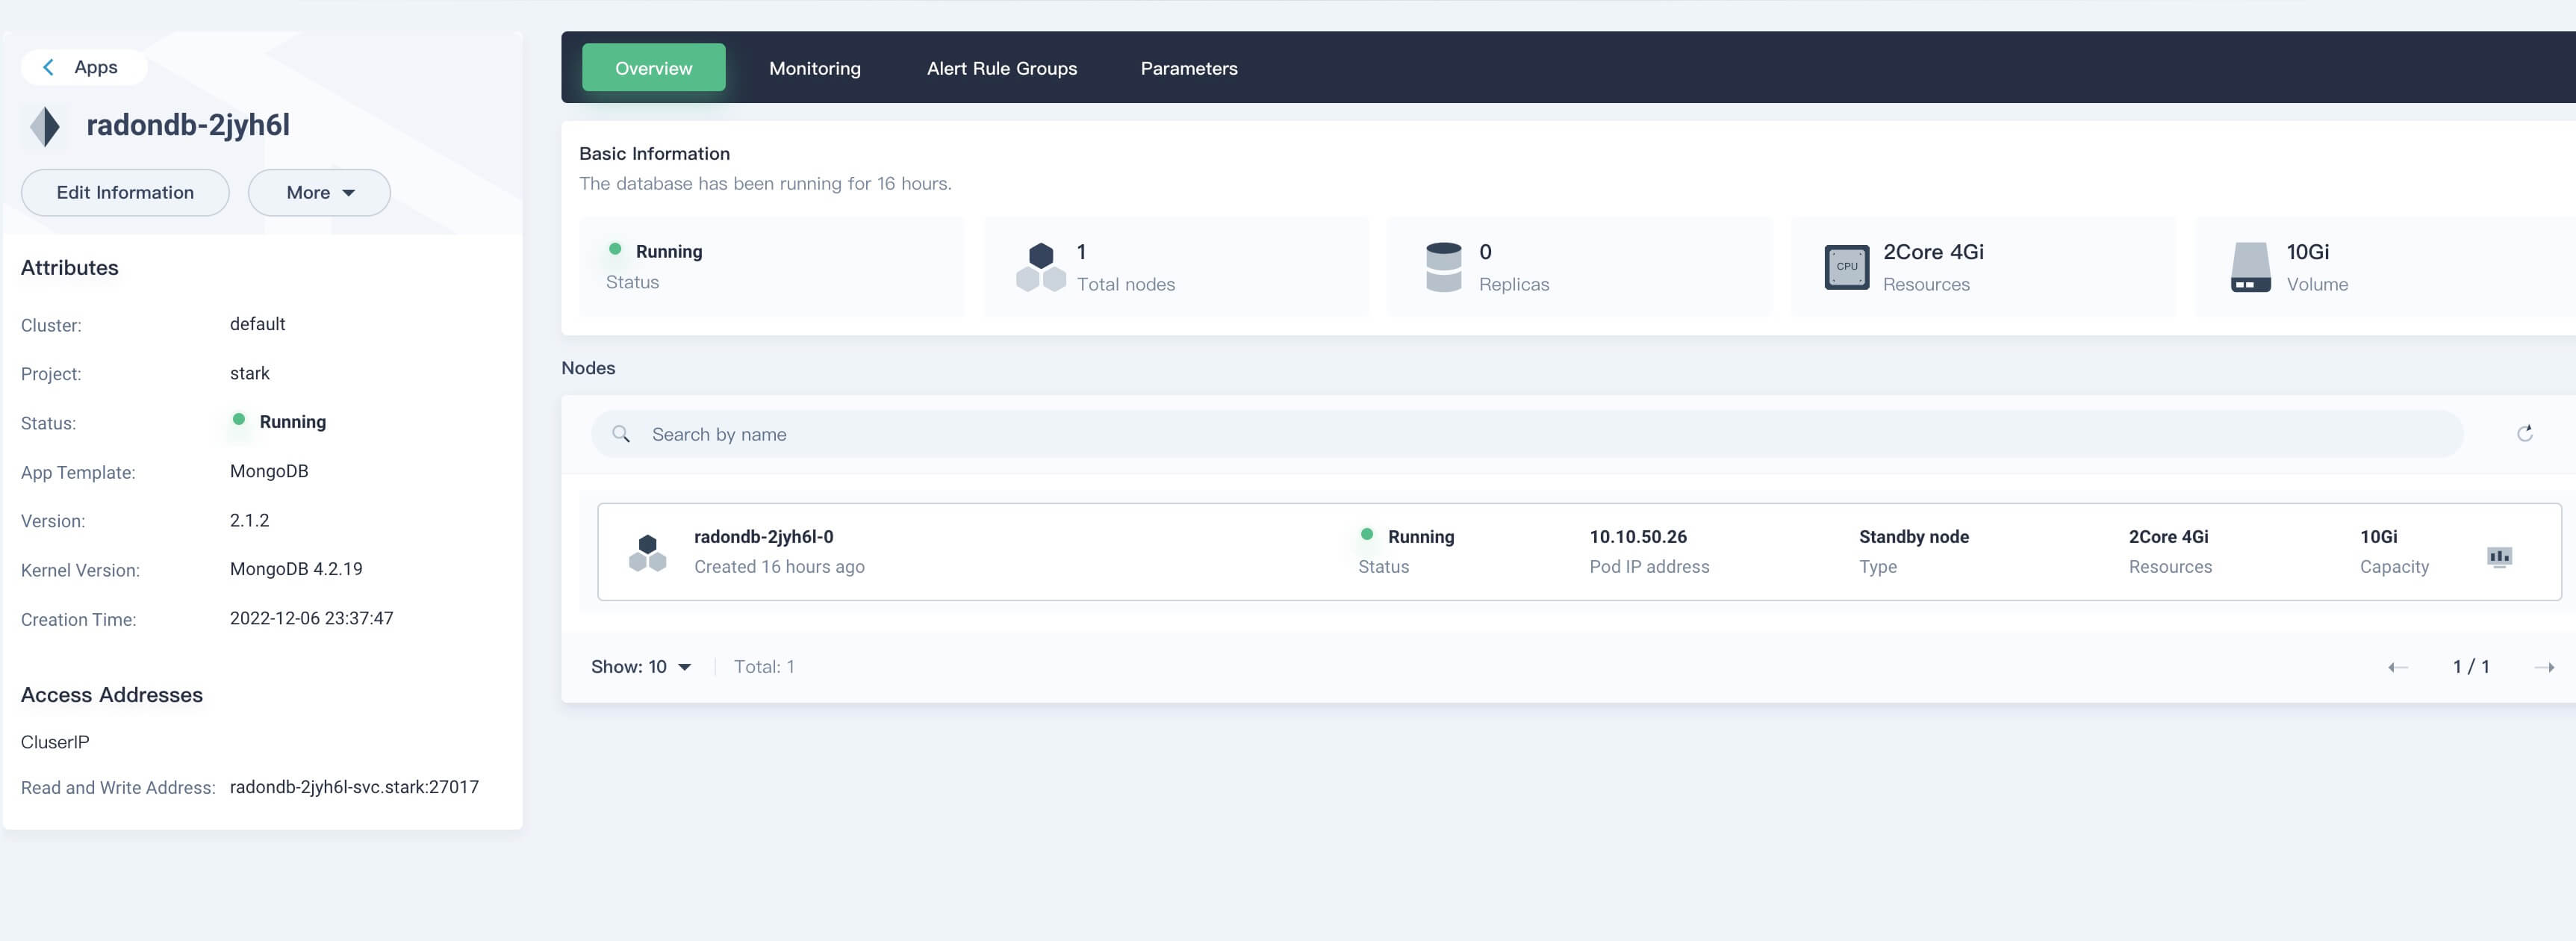 Apps
radondb-2jyh6l
Edit Information More
Attributes
Cluster: default
Project: stark
Status: Running
App Template: MongoDB
Version: 2.1.2
Kernel Version: MongoDB 4.2.19
Creation Time: 2022-12-06 23:37:47
Access Addresses
CluserIP
Read and Write Address: radondb-2jyh6l-svc.stark:27017
Overview Monitoring Alert Rule Groups Parameters
Basic Information
The database has been running for 16 hours.
Running
Status
1
Total nodes
0
Replicas
CPU
2Core 4Gi
Resources
10Gi
Volume
Nodes
Search by name
radondb-2jyh6l-0 Running 10.10.50.26 Standby node 2Core 4Gi 10Gi
Created 16 hours ago Status Pod IP address Type Resources Capacity
Show: 10 Total: 1 1 / 1